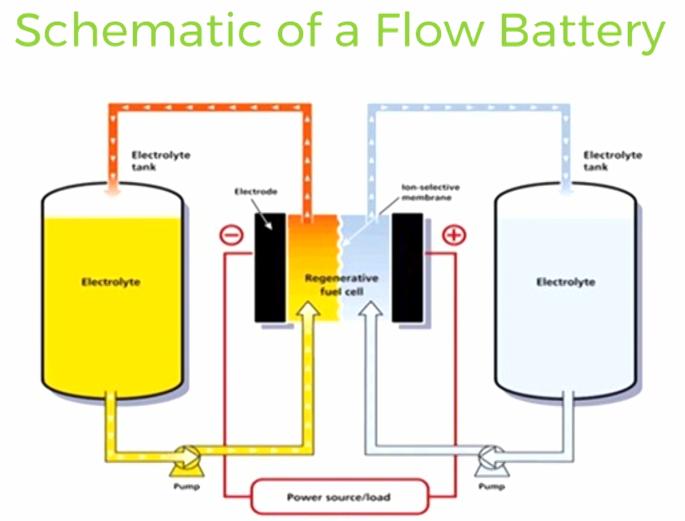 Schematic of a Flow Battery
Electrolyte
tank
Electrolyte
tank
Electrode
Ion-selective
membrane
−
+
Electrolyte
Regenerative
fuel cell
Electrolyte
Pump
Pump
Power source/load